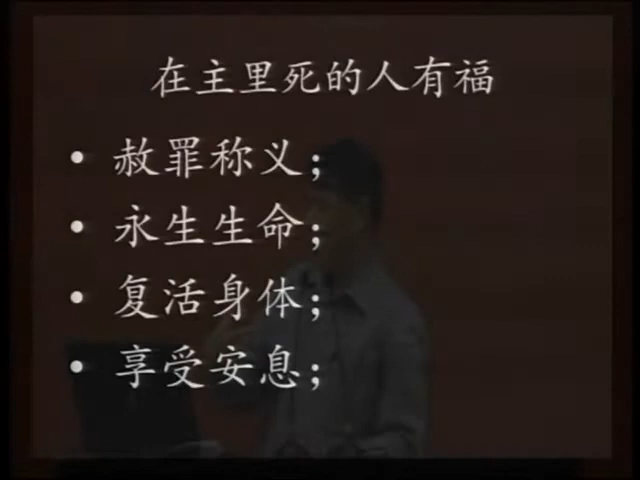 在主里死的人有福
• 赦罪称义；
• 永生生命；
• 复活身体；
• 享受安息；